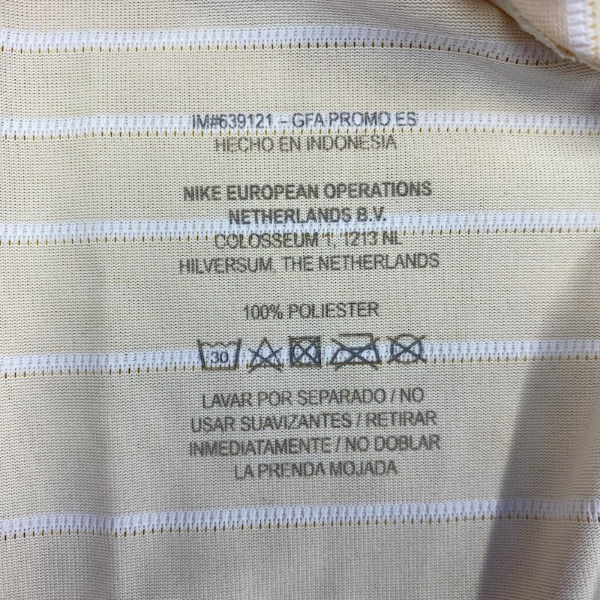 IM#639121 – GFA PROMO ES
HECHO EN INDONESIA
NIKE EUROPEAN OPERATIONS
NETHERLANDS B.V.
COLOSSEUM 1, 1213 NL
HILVERSUM, THE NETHERLANDS
100% POLIESTER
30
LAVAR POR SEPARADO / NO
USAR SUAVIZANTES / RETIRAR
INMEDIATAMENTE / NO DOBLAR
LA PRENDA MOJADA